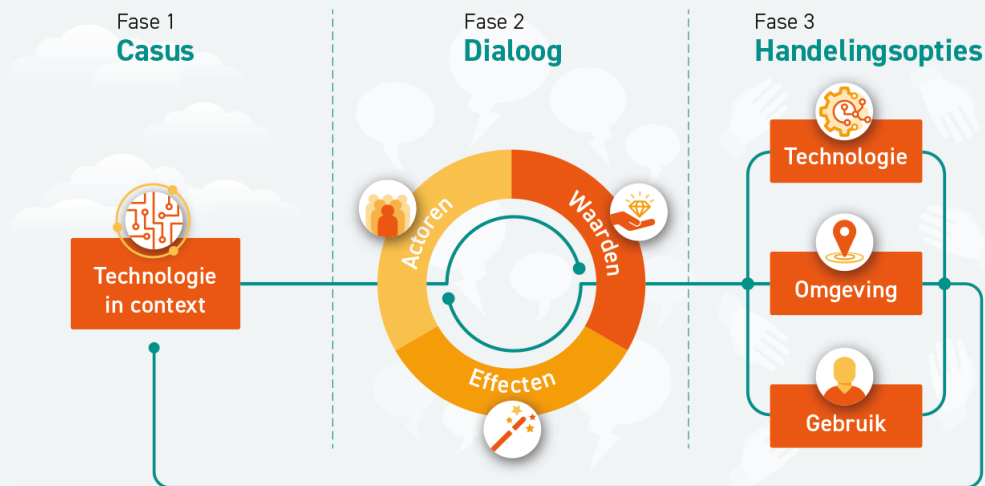 Fase 1
Casus
Technologie
in context
Fase 2
Dialoog
Actoren
Waarden
Effecten
Fase 3
Handelingsopties
Technologie
Omgeving
Gebruik